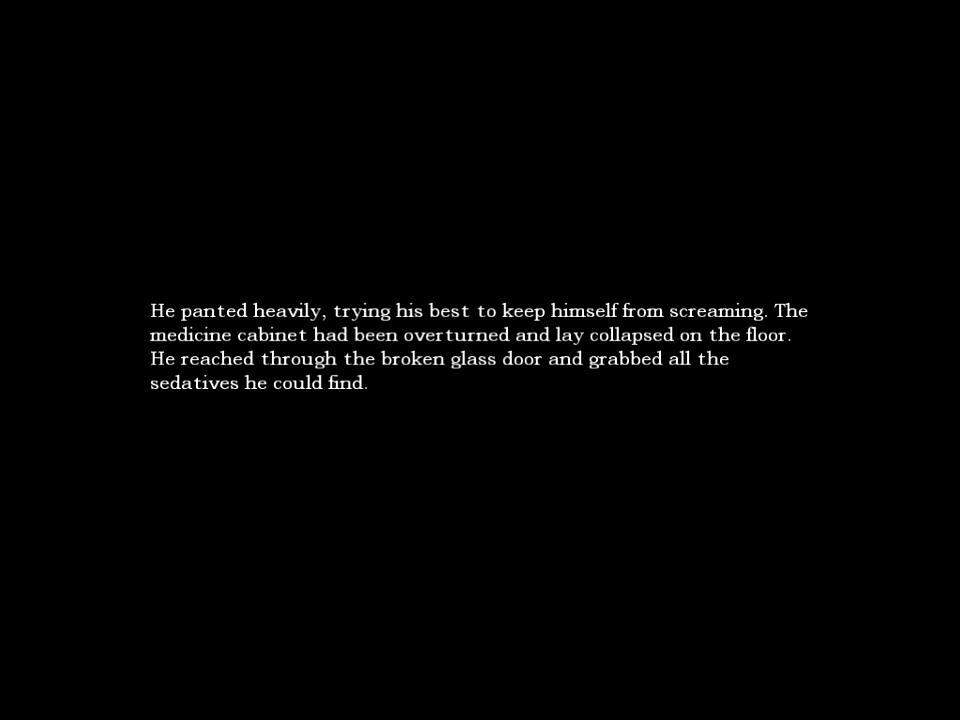 He panted heavily, trying his best to keep himself from screaming. The
medicine cabinet had been overturned and lay collapsed on the floor.
He reached through the broken glass door and grabbed all the
sedatives he could find.